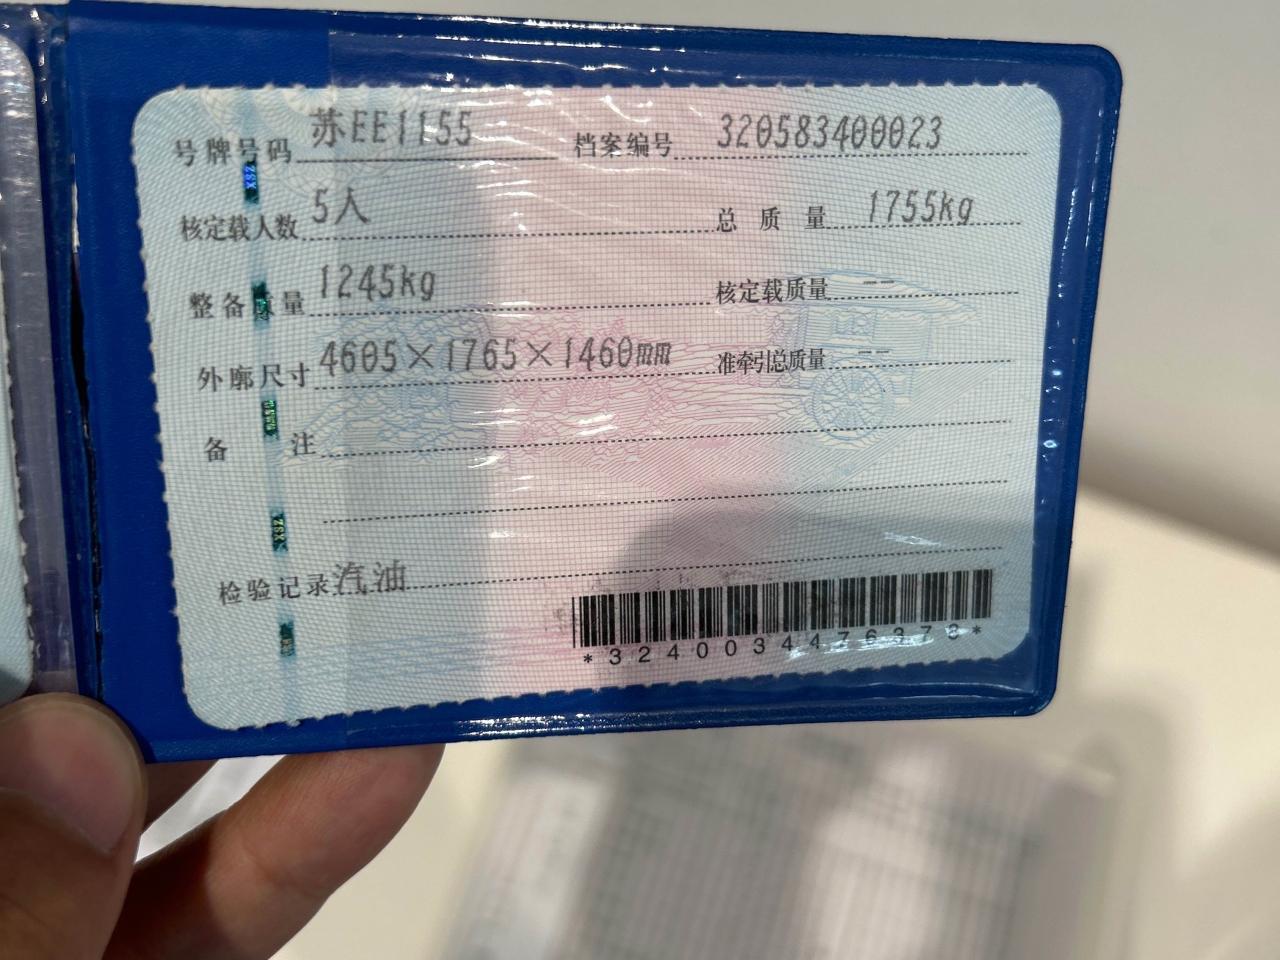 号牌号码 苏EE1155 档案编号 320583400023
核定载人数 5人 总质量 1755kg
整备质量 1245kg 核定载质量 --
外廓尺寸 4605×1765×1460mm 准牵引总质量 --
备注
检验记录 汽油
*3240034476378*
XSZ
XSZ